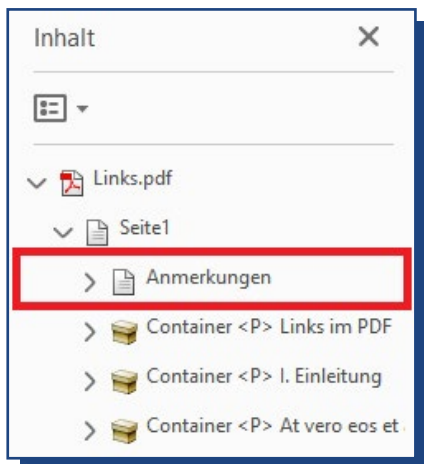 Inhalt
Links.pdf
Seite1
Anmerkungen
Container <P> Links im PDF
Container <P> I. Einleitung
Container <P> At vero eos et